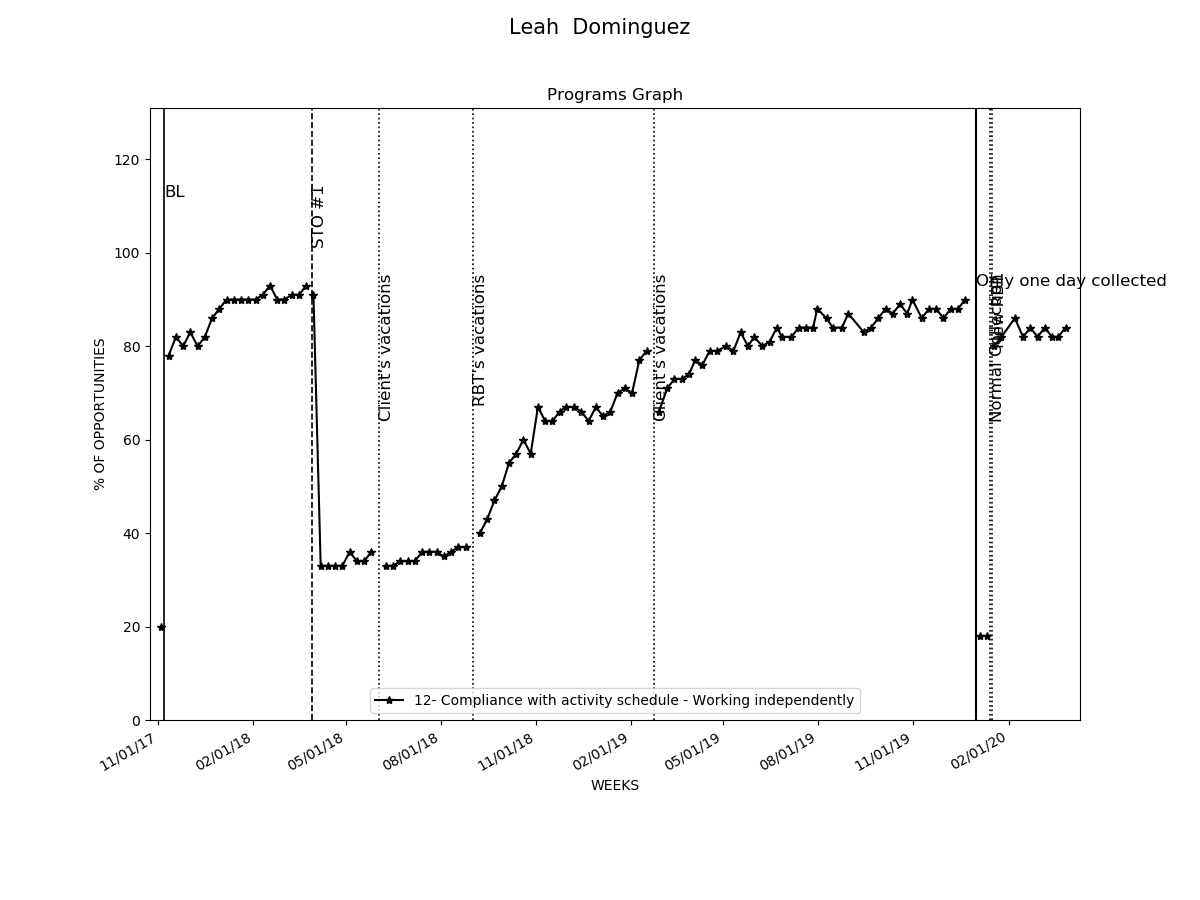 Leah  Dominguez
Programs Graph
BL
STO #1
Client's vacations
RBT's vacations
Client's vacations
Only one day collected
Normal
% OF OPPORTUNITIES
120
100
80
60
40
20
0
12- Compliance with activity schedule - Working independently
11/01/17
02/01/18
05/01/18
08/01/18
11/01/18
02/01/19
05/01/19
08/01/19
11/01/19
02/01/20
WEEKS